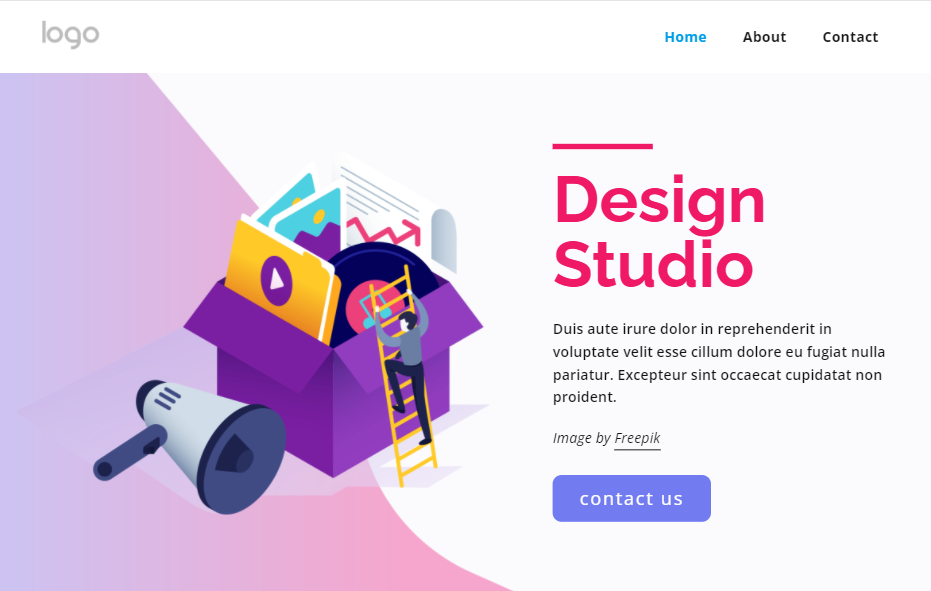 logo
Home About Contact
Design
Studio
Duis aute irure dolor in reprehenderit in
voluptate velit esse cillum dolore eu fugiat nulla
pariatur. Excepteur sint occaecat cupidatat non
proident.
Image by Freepik
contact us